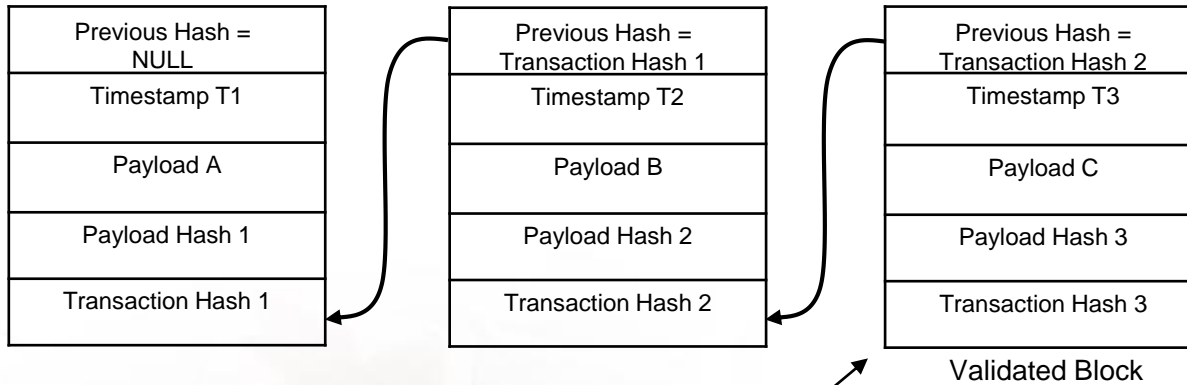 Previous Hash =
NULL
Timestamp T1
Payload A
Payload Hash 1
Transaction Hash 1
Previous Hash =
Transaction Hash 1
Timestamp T2
Payload B
Payload Hash 2
Transaction Hash 2
Previous Hash =
Transaction Hash 2
Timestamp T3
Payload C
Payload Hash 3
Transaction Hash 3
Validated Block